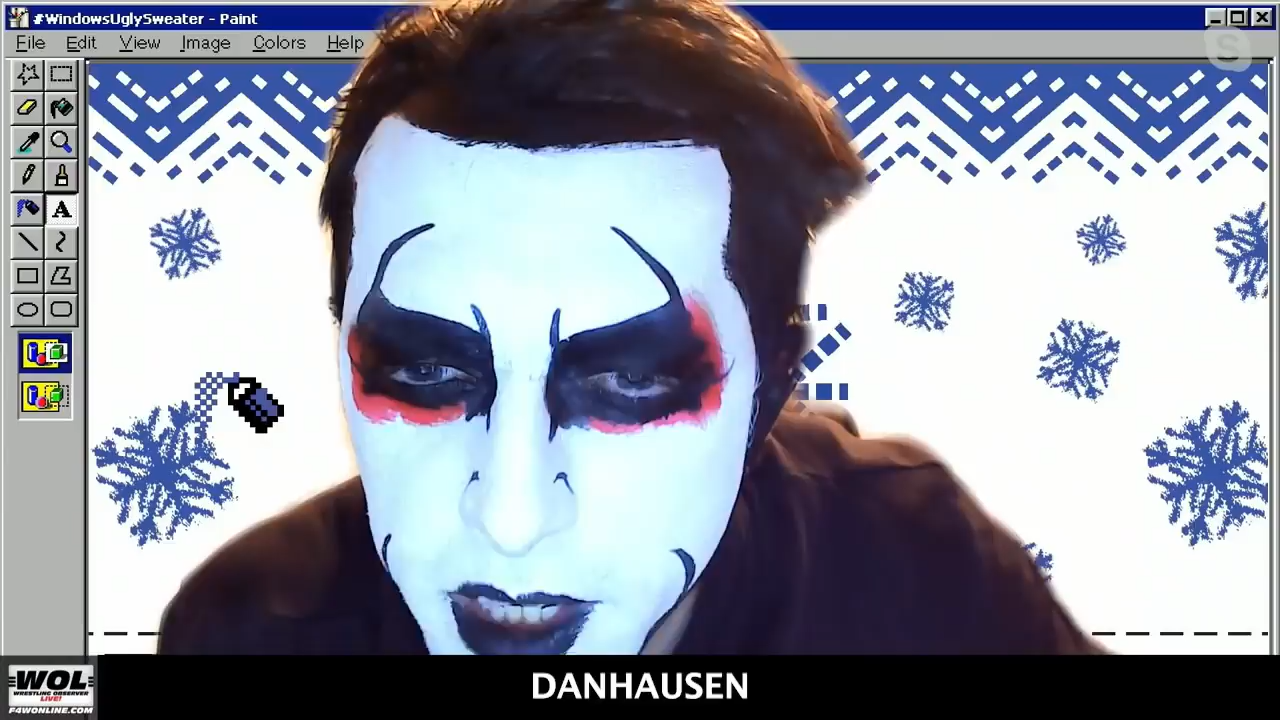 #WindowsUglySweater - Paint
File Edit View Image Colors Help
S
A
WOL
WRESTLING OBSERVER
LIVE!
F4WONLINE.COM
DANHAUSEN